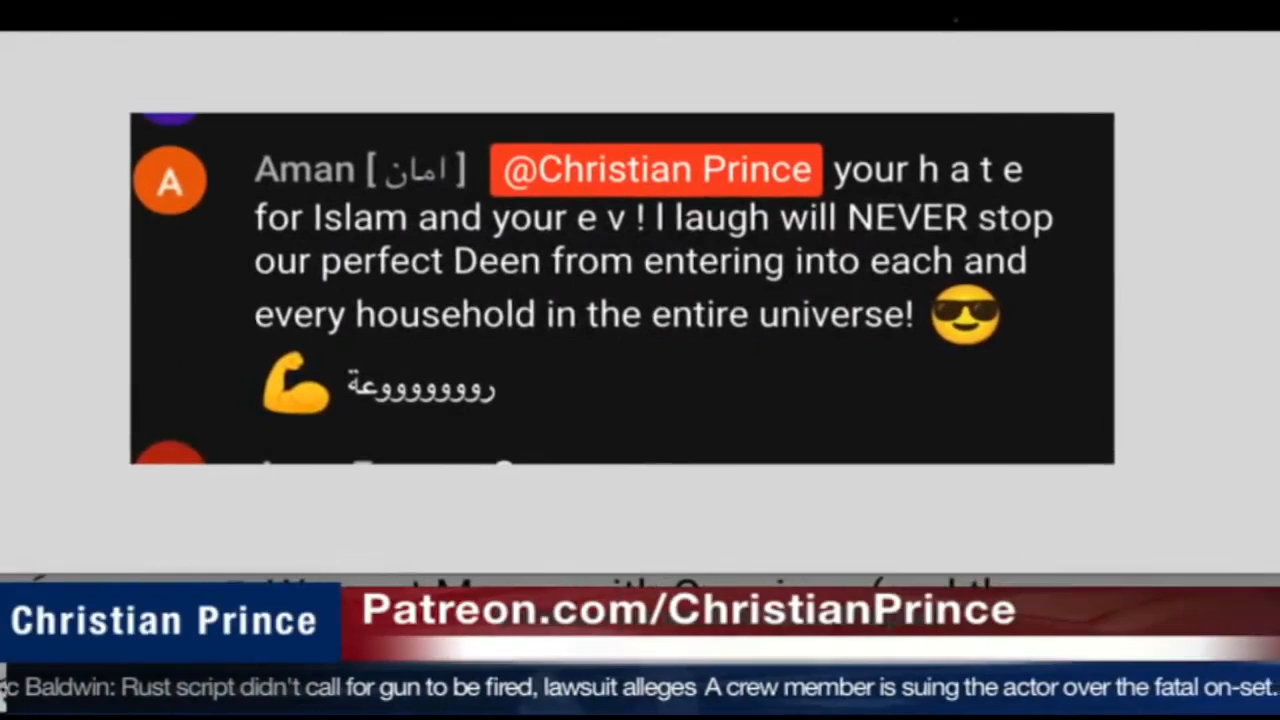 A
Aman [امان] @Christian Prince your h a t e
for Islam and your e v ! l laugh will NEVER stop
our perfect Deen from entering into each and
every household in the entire universe! 😎
💪 رووووووووعة
Christian Prince
Patreon.com/ChristianPrince
c Baldwin: Rust script didn't call for gun to be fired, lawsuit alleges A crew member is suing the actor over the fatal on-set.